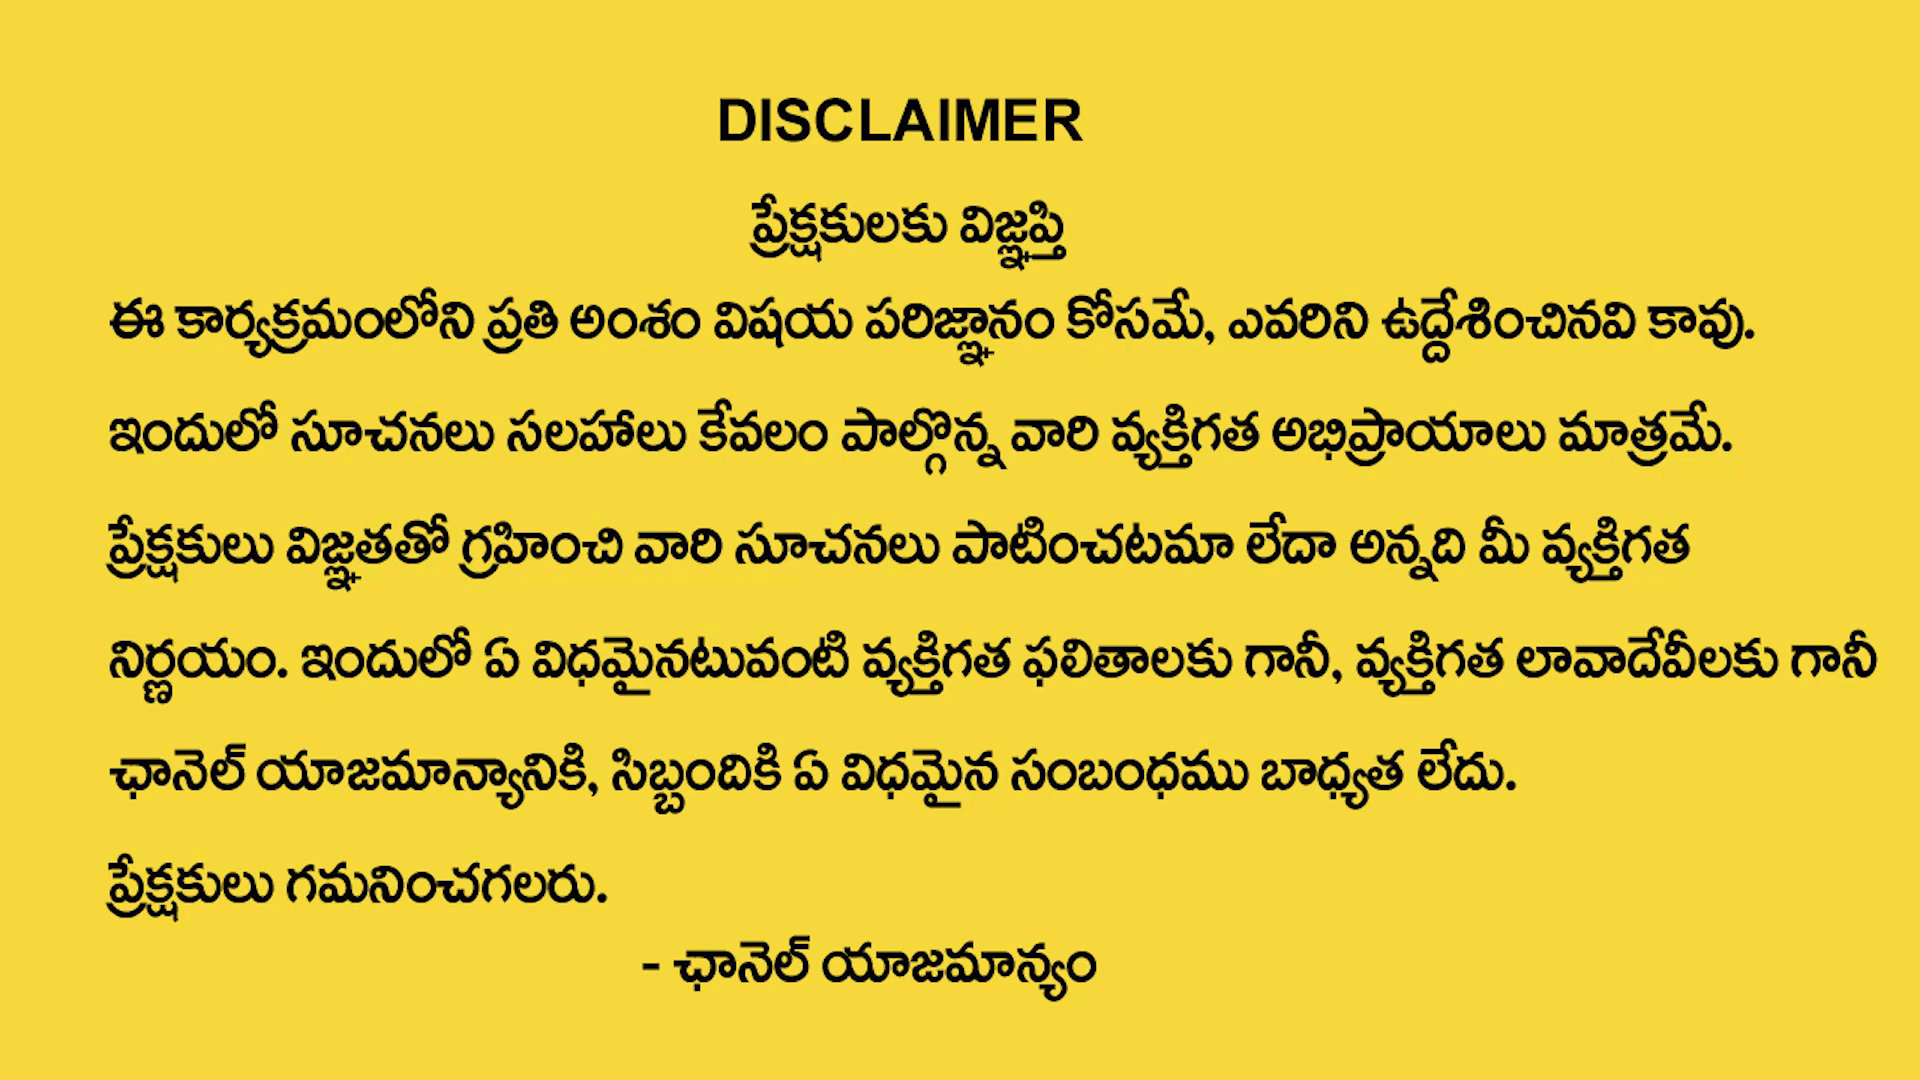 DISCLAIMER
ప్రేక్షకులకు విజ్ఞప్తి
ఈ కార్యక్రమంలోని ప్రతి అంశం విషయ పరిజ్ఞానం కోసమే, ఎవరిని ఉద్దేశించినవి కావు.
ఇందులో సూచనలు సలహాలు కేవలం పాల్గొన్న వారి వ్యక్తిగత అభిప్రాయాలు మాత్రమే.
ప్రేక్షకులు విజ్ఞతతో గ్రహించి వారి సూచనలు పాటించటమా లేదా అన్నది మీ వ్యక్తిగత
నిర్ణయం. ఇందులో ఏ విధమైనటువంటి వ్యక్తిగత ఫలితాలకు గానీ, వ్యక్తిగత లావాదేవీలకు గానీ
ఛానెల్ యాజమాన్యానికి, సిబ్బందికి ఏ విధమైన సంబంధము బాధ్యత లేదు.
ప్రేక్షకులు గమనించగలరు.
- ఛానెల్ యాజమాన్యం